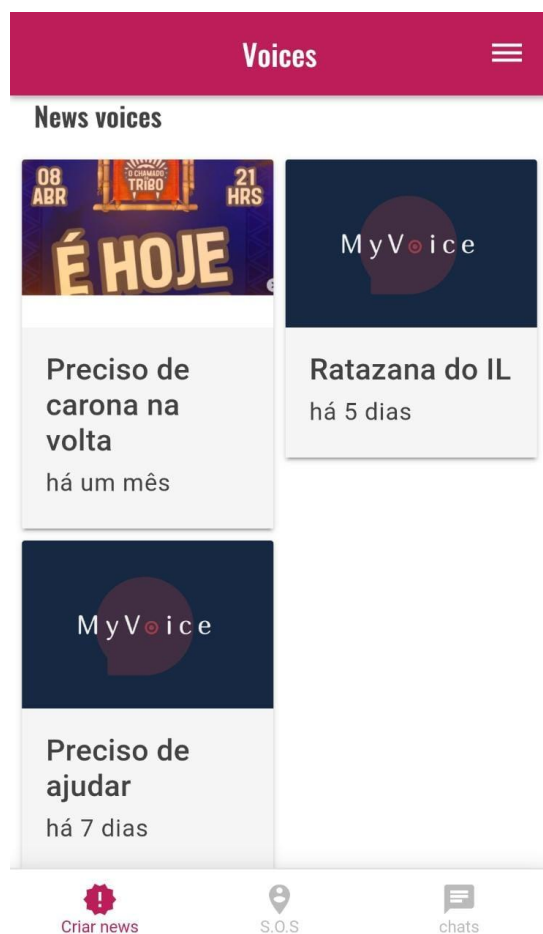 Voices
News voices
08
ABR
O CHAMADO
TRIBO
21
HRS
É HOJE
Preciso de
carona na
volta
há um mês
MyVoice
Ratazana do IL
há 5 dias
MyVoice
Preciso de
ajudar
há 7 dias
Criar news
S.O.S
chats